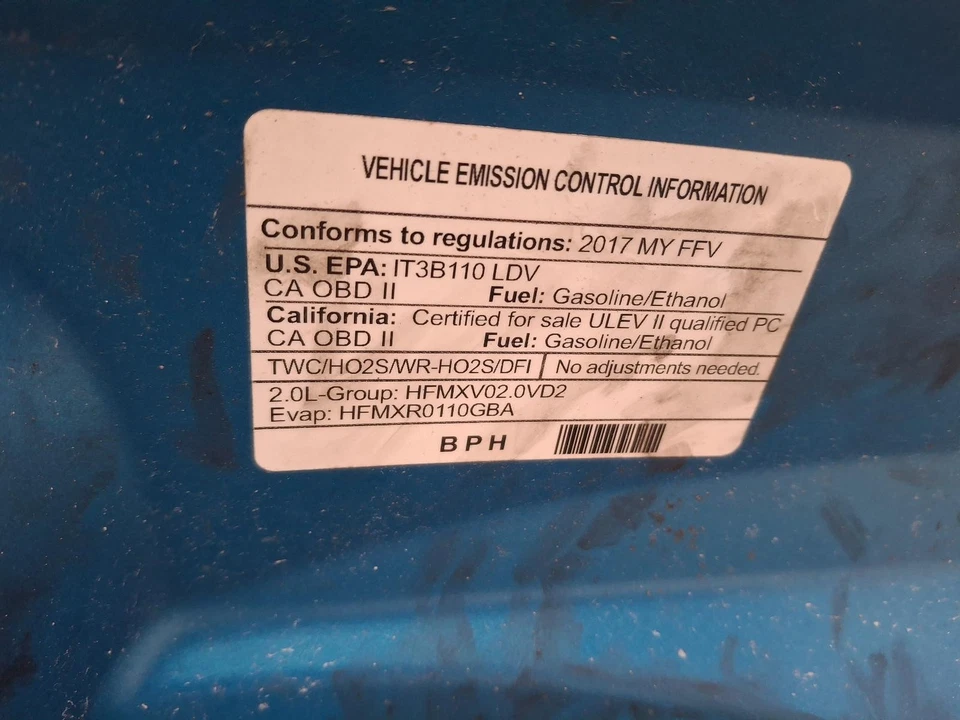 VEHICLE EMISSION CONTROL INFORMATION
Conforms to regulations: 2017 MY FFV
U.S. EPA: IT3B110 LDV
CA OBD II Fuel: Gasoline/Ethanol
California: Certified for sale ULEV II qualified PC
CA OBD II Fuel: Gasoline/Ethanol
TWC/HO2S/WR-HO2S/DFI No adjustments needed.
2.0L-Group: HFMXV02.0VD2
Evap: HFMXR0110GBA
BPH